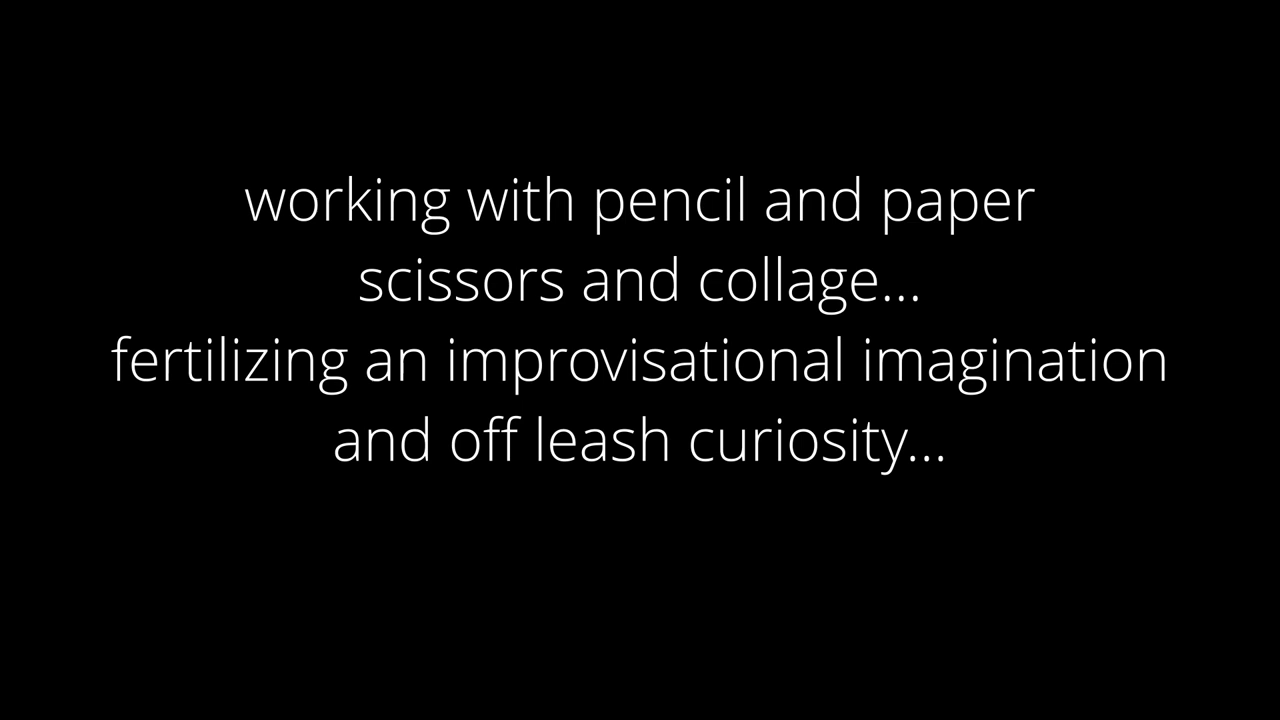 working with pencil and paper
scissors and collage...
fertilizing an improvisational imagination
and off leash curiosity...